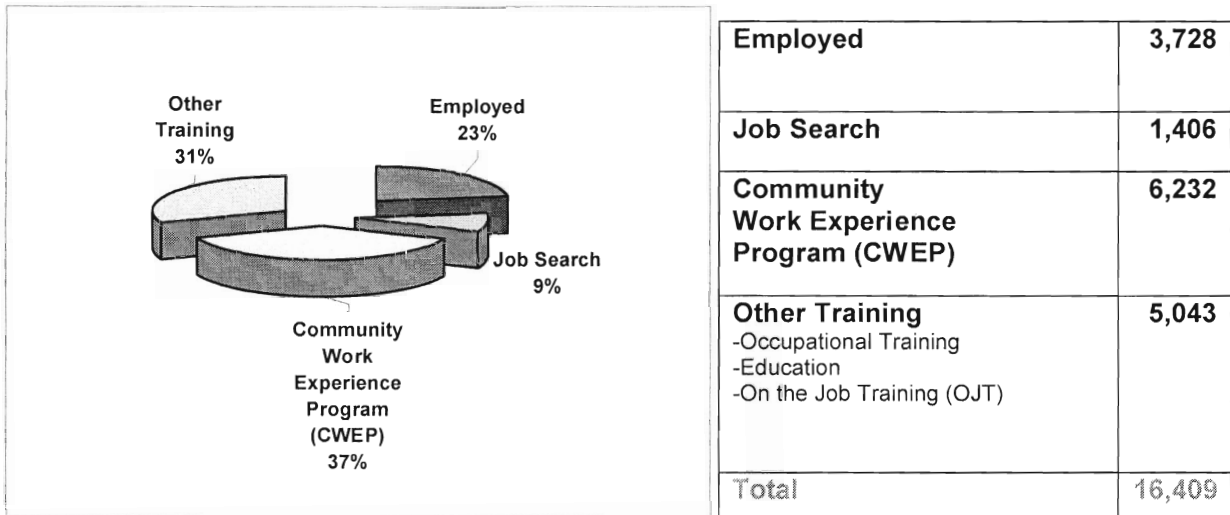 Other
Training
31%
Employed
23%
Job Search
9%
Community
Work
Experience
Program
(CWEP)
37%
Employed 3,728
Job Search 1,406
Community 6,232
Work Experience
Program (CWEP)
Other Training 5,043
-Occupational Training
-Education
-On the Job Training (OJT)
Total 16,409